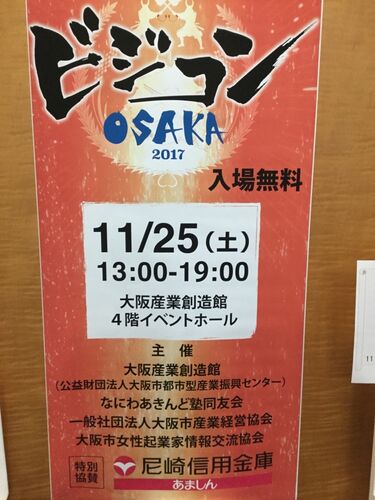 ビジコン
OSAKA
2017
入場無料
11/25(土)
13:00-19:00
大阪産業創造館
4階イベントホール
主 催
大阪産業創造館
(公益財団法人大阪市都市型産業振興センター)
なにわあきんど塾同友会
一般社団法人大阪市産業経営協会
大阪市女性起業家情報交流協会
特別
協賛
尼崎信用金庫
あましん
11